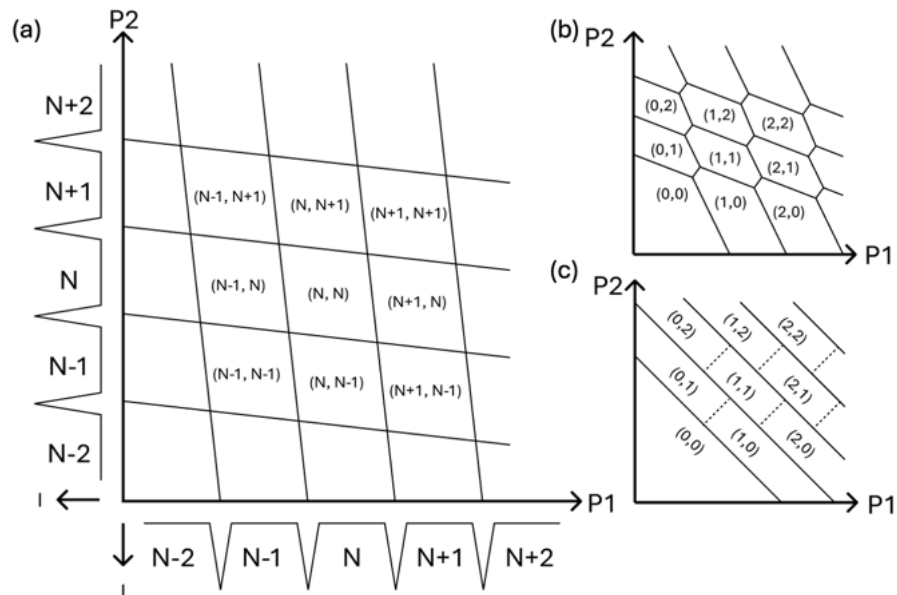 (a)
P2
N+2
N+1
N
N-1
N-2
I
(N-1, N+1) (N, N+1) (N+1, N+1)
(N-1, N) (N, N) (N+1, N)
(N-1, N-1) (N, N-1) (N+1, N-1)
P1
N-2 N-1 N N+1 N+2
I
(b)
P2
(0,2) (1,2) (2,2)
(0,1) (1,1) (2,1)
(0,0) (1,0) (2,0)
P1
(c)
P2
(0,2) (1,2) (2,2)
(0,1) (1,1) (2,1)
(0,0) (1,0) (2,0)
P1